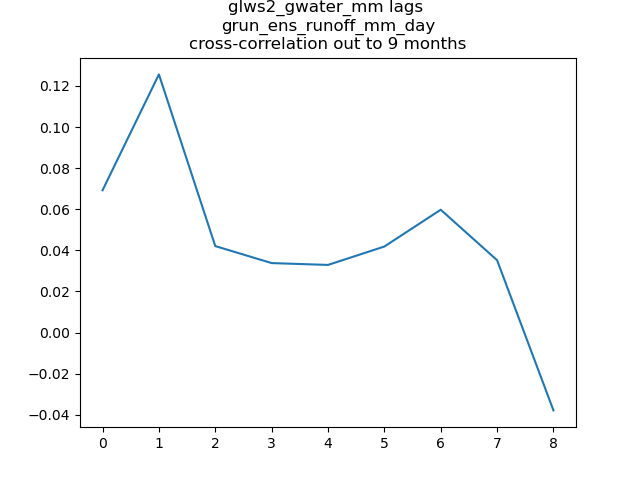 glws2_gwater_mm lags
grun_ens_runoff_mm_day
cross-correlation out to 9 months
0.12
0.10
0.08
0.06
0.04
0.02
0.00
−0.02
−0.04
0 1 2 3 4 5 6 7 8